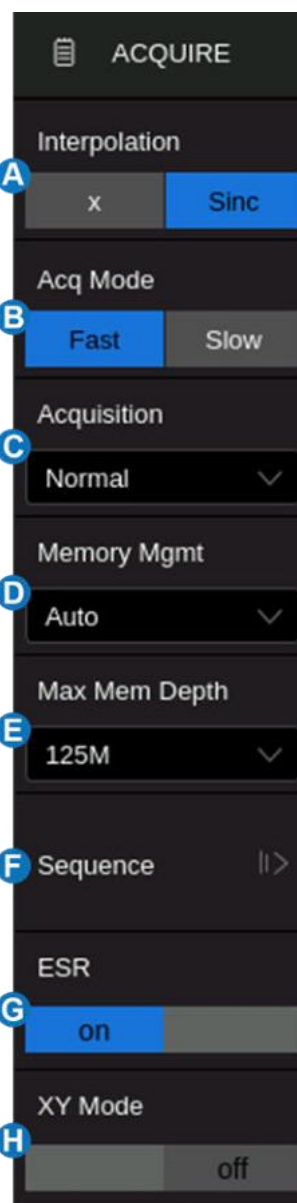 ACQUIRE
Interpolation
A
x Sinc
Acq Mode
B
Fast Slow
Acquisition
C
Normal
Memory Mgmt
D
Auto
Max Mem Depth
E
125M
F Sequence
ESR
G
on
XY Mode
H
off